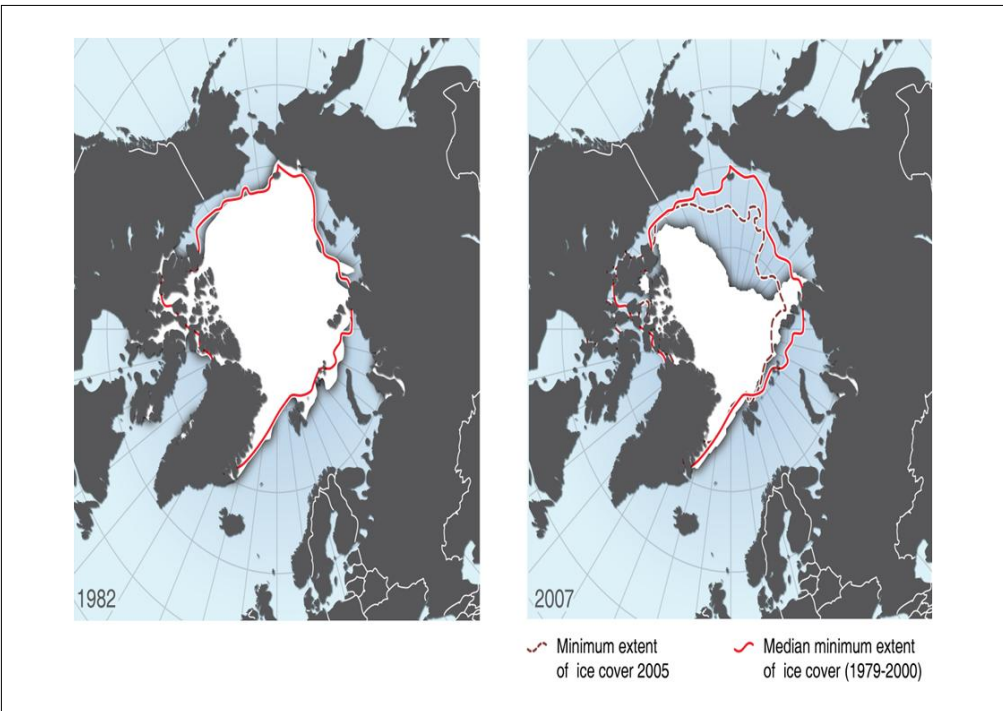 1982
2007
Minimum extent
of ice cover 2005
Median minimum extent
of ice cover (1979-2000)